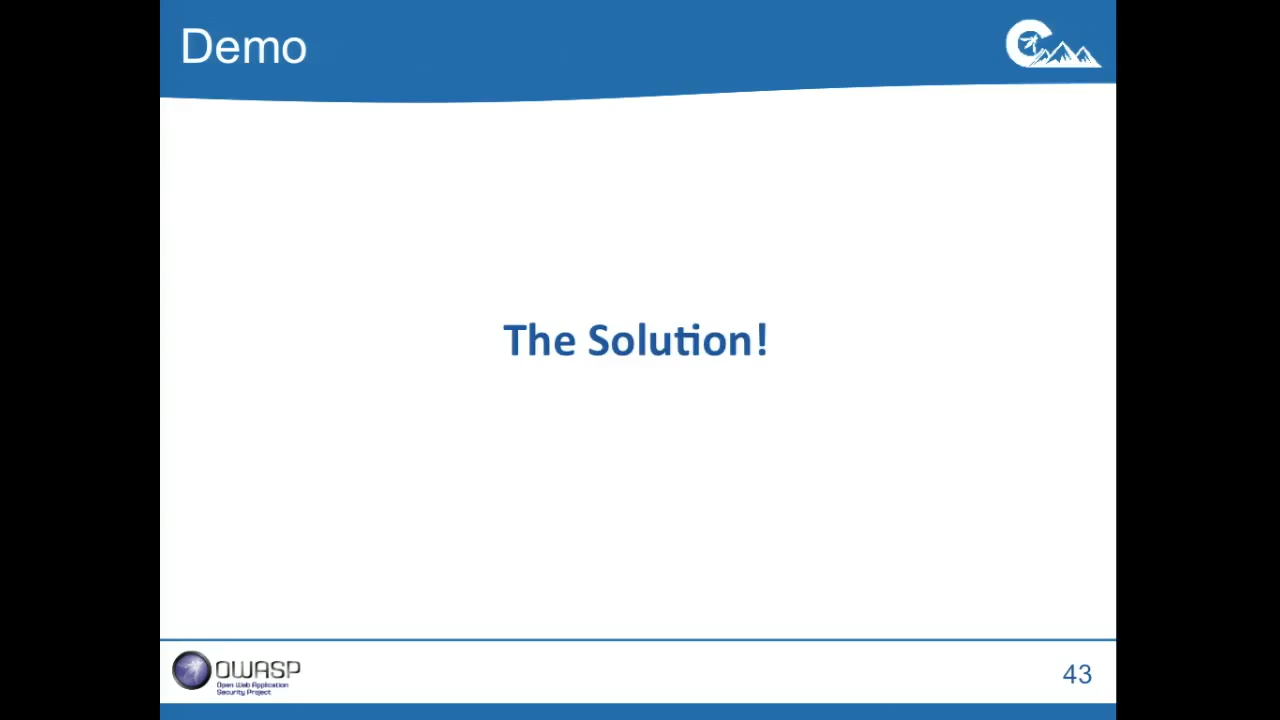 Demo
The Solution!
OWASP
Open Web Application
Security Project
43